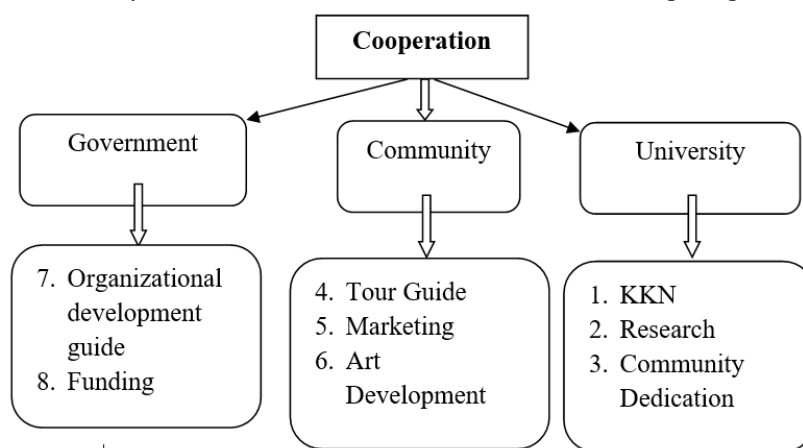 Cooperation
Government
Community
University
7. Organizational
development
guide
8. Funding
4. Tour Guide
5. Marketing
6. Art
Development
1. KKN
2. Research
3. Community
Dedication